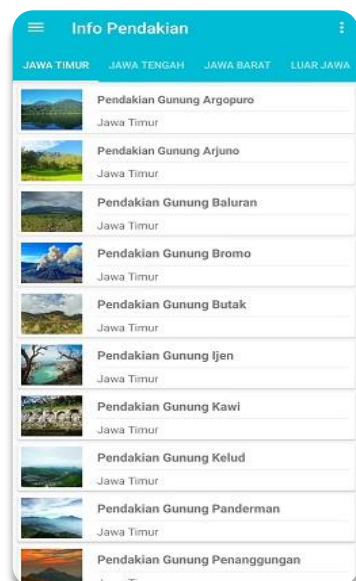 Info Pendakian
JAWA TIMUR JAWA TENGAH JAWA BARAT LUAR JAWA
Pendakian Gunung Argopuro
Jawa Timur
Pendakian Gunung Arjuno
Jawa Timur
Pendakian Gunung Baluran
Jawa Timur
Pendakian Gunung Bromo
Jawa Timur
Pendakian Gunung Butak
Jawa Timur
Pendakian Gunung Ijen
Jawa Timur
Pendakian Gunung Kawi
Jawa Timur
Pendakian Gunung Kelud
Jawa Timur
Pendakian Gunung Panderman
Jawa Timur
Pendakian Gunung Penanggungan